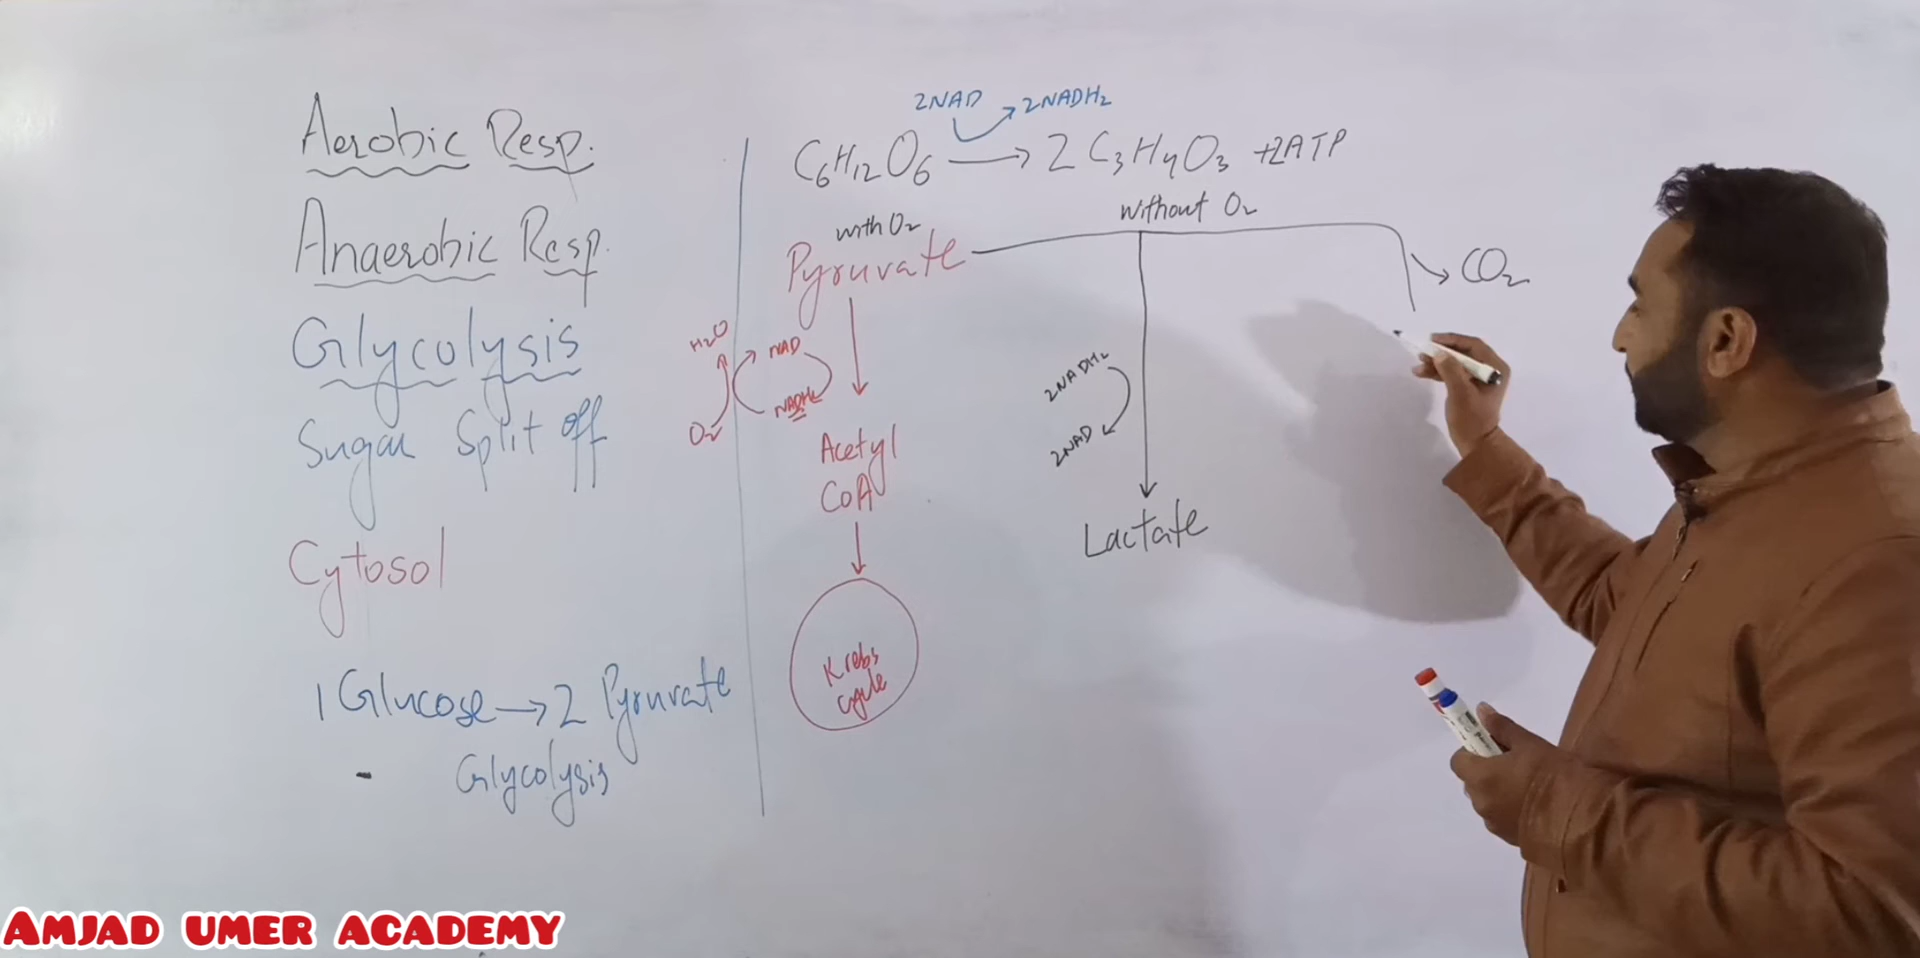 Aerobic Resp.
Anaerobic Resp.
Glycolysis
Sugar Split off
Cytosol
1 Glucose → 2 Pyruvate
Glycolysis
2NAD → 2NADH₂
C₆H₁₂O₆ → 2 C₃H₄O₃ + 2ATP
with O₂
without O₂
Pyruvate
CO₂
H₂O
NAD
NADH₂
O₂
2NADH₂
2NAD
Acetyl
CoA
Lactate
Krebs
cycle
AMJAD UMER ACADEMY